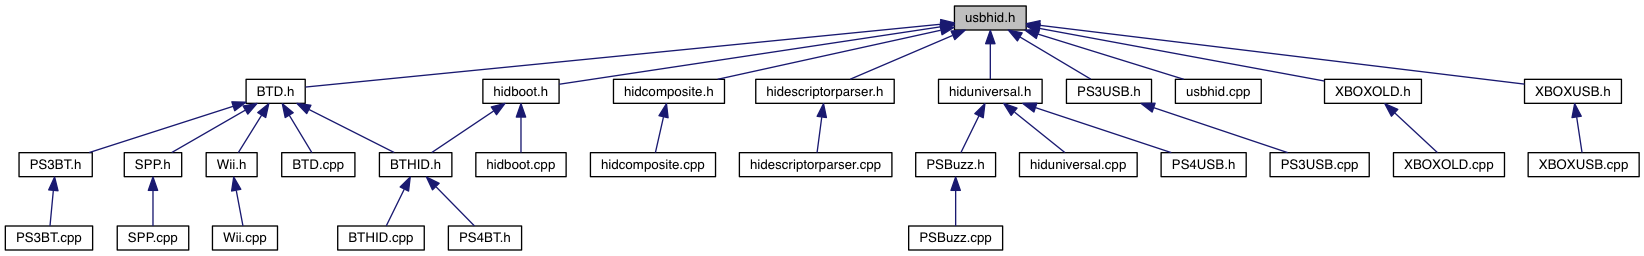 usbhid.h
BTD.h
hidboot.h
hidcomposite.h
hidescriptorparser.h
hiduniversal.h
PS3USB.h
usbhid.cpp
XBOXOLD.h
XBOXUSB.h
PS3BT.h
SPP.h
Wii.h
BTD.cpp
BTHID.h
hidboot.cpp
hidcomposite.cpp
hidescriptorparser.cpp
PSBuzz.h
hiduniversal.cpp
PS4USB.h
PS3USB.cpp
XBOXOLD.cpp
XBOXUSB.cpp
PS3BT.cpp
SPP.cpp
Wii.cpp
BTHID.cpp
PS4BT.h
PSBuzz.cpp